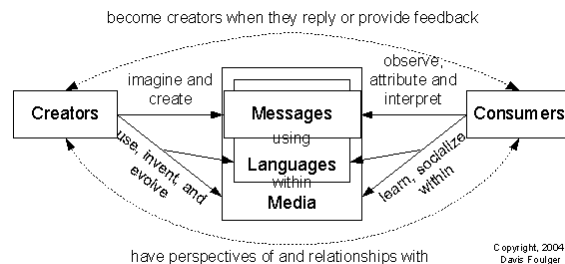 become creators when they reply or provide feedback
imagine and
create
observe,
attribute and
interpret
Creators
Messages
Consumers
using
Languages
within
Media
use, invent, and
evolve
learn, socialize
within
have perspectives of and relationships with
Copyright, 2004
Davis Foulger